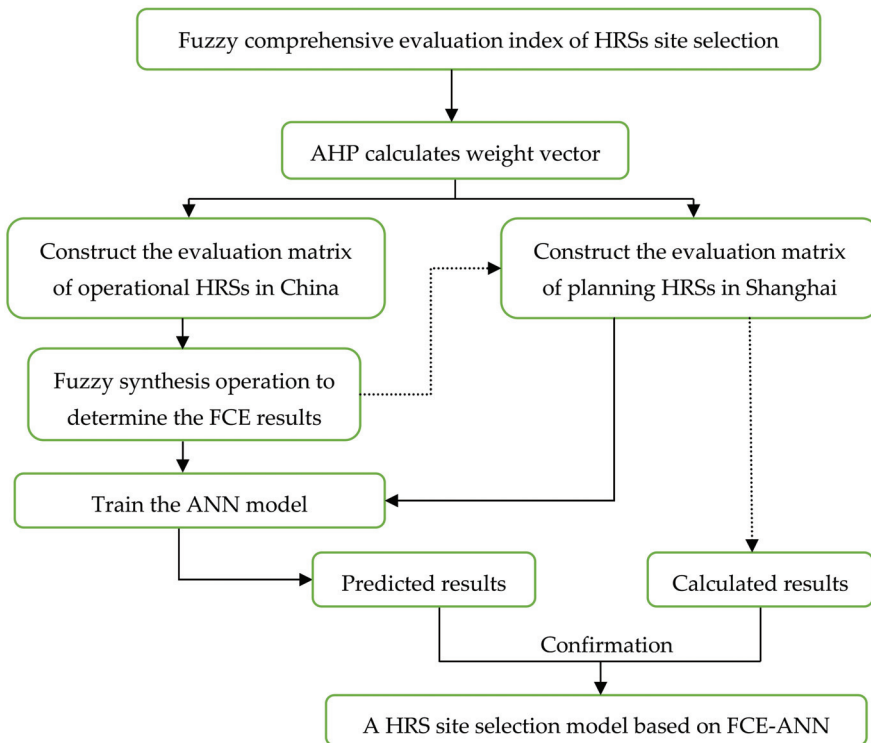 Fuzzy comprehensive evaluation index of HRSs site selection
AHP calculates weight vector
Construct the evaluation matrix
of operational HRSs in China
Construct the evaluation matrix
of planning HRSs in Shanghai
Fuzzy synthesis operation to
determine the FCE results
Train the ANN model
Predicted results
Calculated results
Confirmation
A HRS site selection model based on FCE-ANN